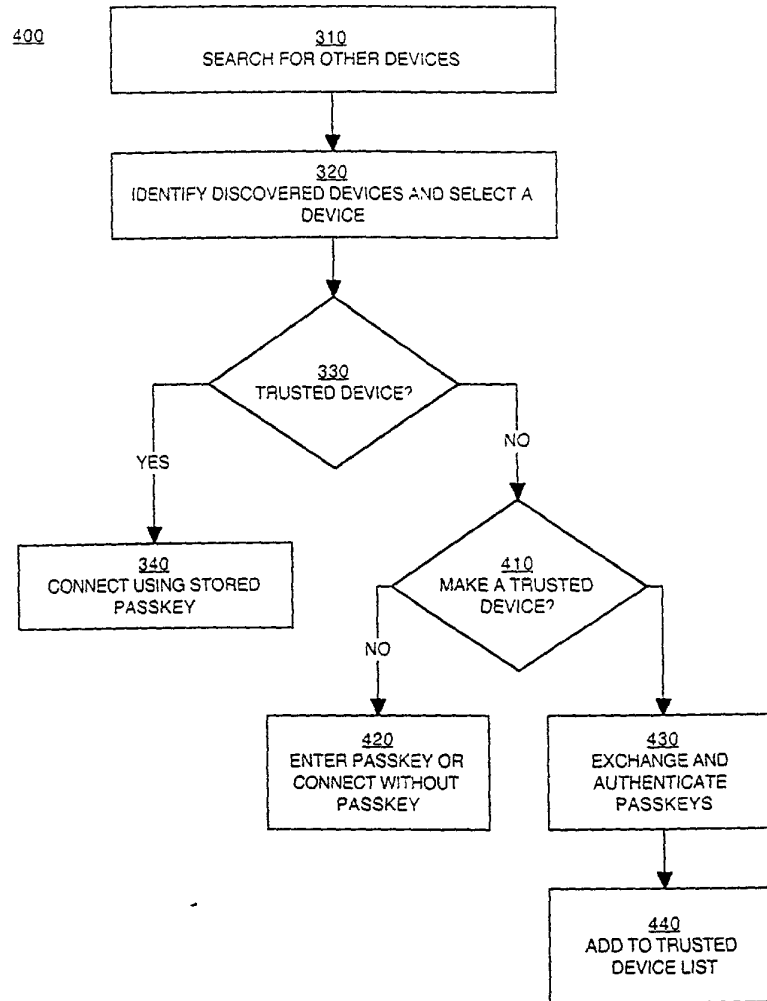 400
310
SEARCH FOR OTHER DEVICES
320
IDENTIFY DISCOVERED DEVICES AND SELECT A
DEVICE
330
TRUSTED DEVICE?
YES
NO
340
CONNECT USING STORED
PASSKEY
410
MAKE A TRUSTED
DEVICE?
NO
420
ENTER PASSKEY OR
CONNECT WITHOUT
PASSKEY
430
EXCHANGE AND
AUTHENTICATE
PASSKEYS
440
ADD TO TRUSTED
DEVICE LIST